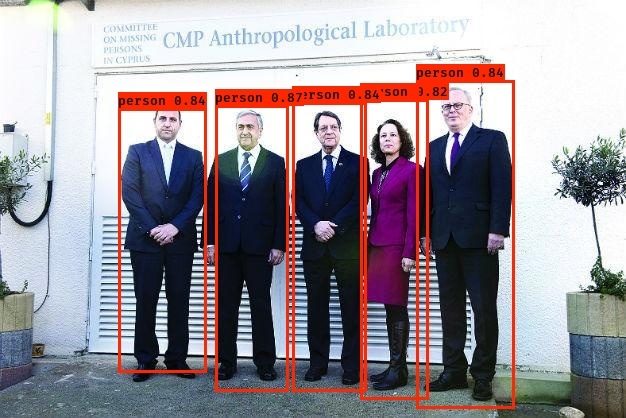 COMMITTEE
ON MISSING
PERSONS
IN CYPRUS
CMP Anthropological Laboratory
person 0.84
person 0.87
person 0.84
person 0.82
person 0.84